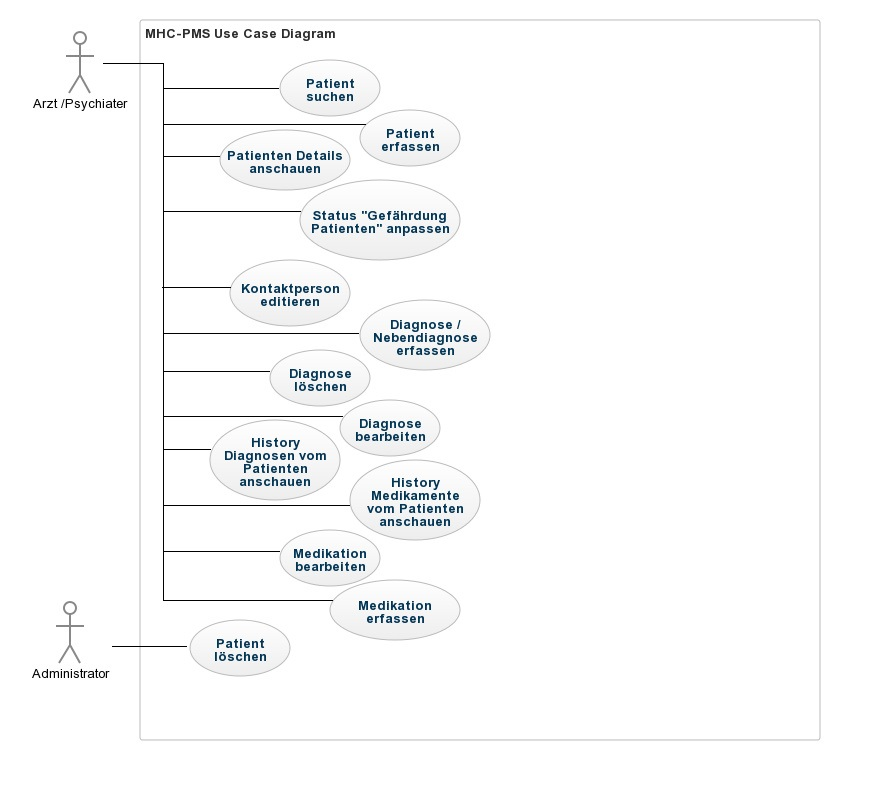 MHC-PMS Use Case Diagram
Arzt /Psychiater
Patient
suchen
Patient
erfassen
Patienten Details
anschauen
Status "Gefährdung
Patienten" anpassen
Kontaktperson
editieren
Diagnose /
Nebendiagnose
erfassen
Diagnose
löschen
Diagnose
bearbeiten
History
Diagnosen vom
Patienten
anschauen
History
Medikamente
vom Patienten
anschauen
Medikation
bearbeiten
Medikation
erfassen
Patient
löschen
Administrator